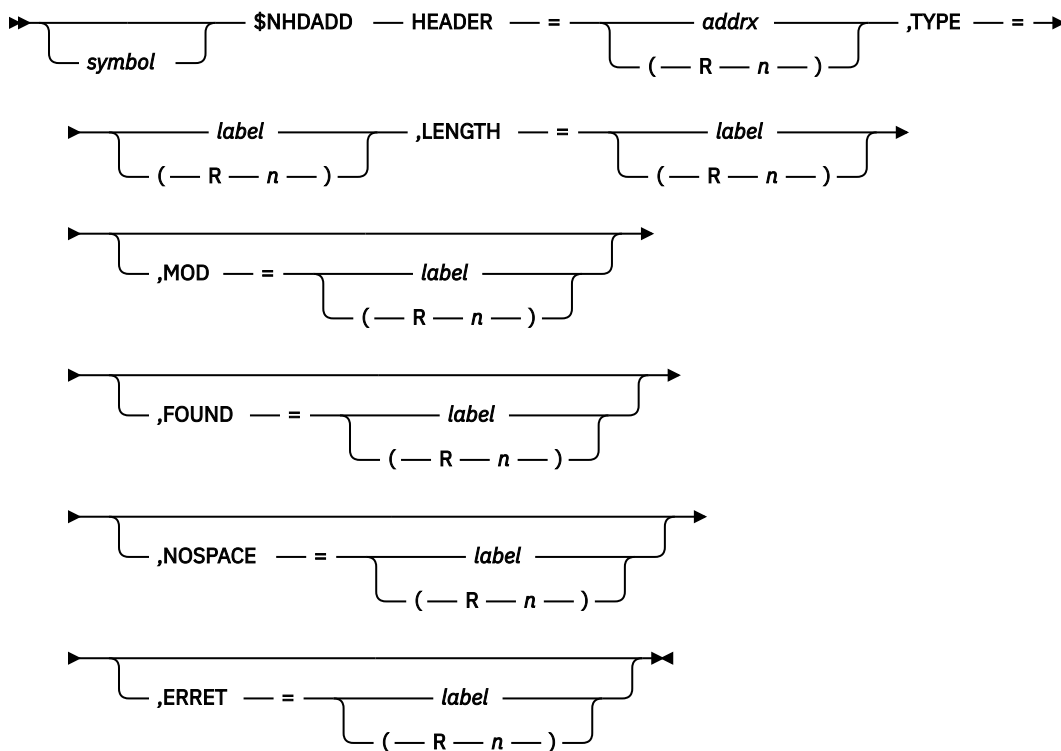 $NHDADD HEADER = addrx ,TYPE =
symbol ( R n )
label ,LENGTH = label
( R n ) ( R n )
,MOD = label
( R n )
,FOUND = label
( R n )
,NOSPACE = label
( R n )
,ERRET = label
( R n )